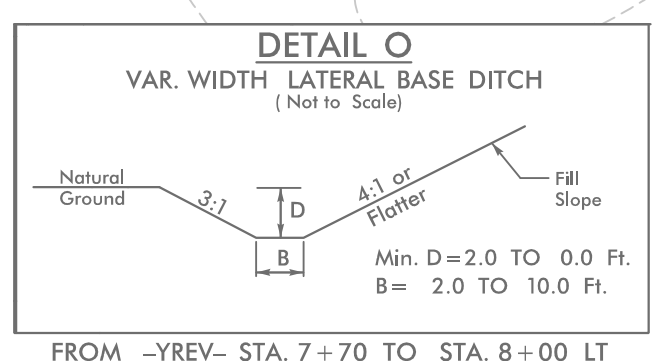 DETAIL O
VAR. WIDTH LATERAL BASE DITCH
( Not to Scale)
Natural
Ground
3:1
D
B
4:1 or
Flatter
Fill
Slope
Min. D=2.0 TO 0.0 Ft.
B= 2.0 TO 10.0 Ft.
FROM -YREV- STA. 7+70 TO STA. 8+00 LT